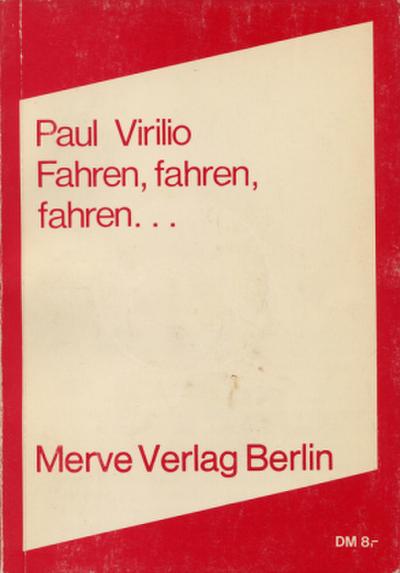 Paul Virilio
Fahren, fahren,
fahren. . .
Merve Verlag Berlin
DM 8,-